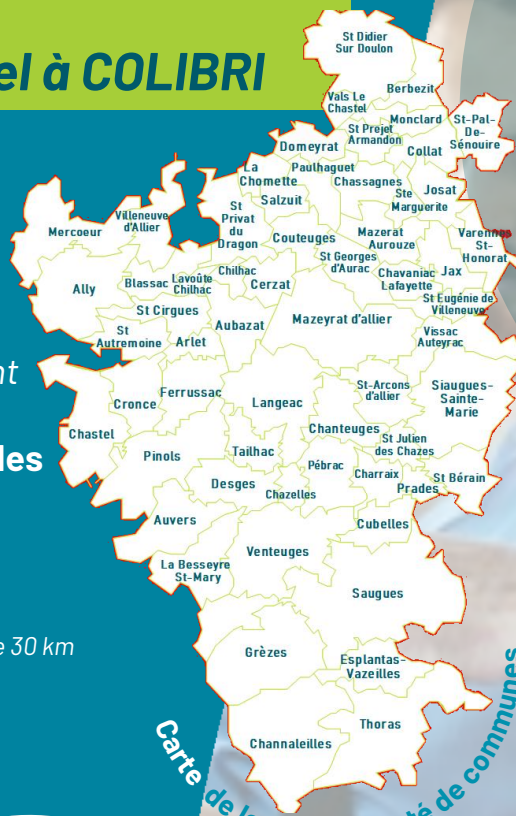 el à COLIBRI
St Didier
Sur Doulon
Berbezit
Vals Le
Chastel
Monclard
St-Pal-
De-
Sénouire
St Prejet
Armandon
Domeyrat
Collat
La
Chomette
Paulhaguet
Chassagnes
Ste
Marguerite
Josat
Salzuit
St
Privat
du
Dragon
Villeneuve
d'Allier
Mercoeur
Couteuges
Mazerat
Aurouze
Varennes
St-
Honorat
St Georges
d'Aurac
Chavaniac
Lafayette
Jax
Ally
Blassac
Lavoûte
Chilhac
Chilhac
Cerzat
St Eugénie de
Villeneuve
St Cirgues
Aubazat
Mazeyrat d'allier
Vissac
Auteyrac
St
Autremoine
Arlet
nt
Cronce
Ferrussac
Langeac
St-Arcons
d'allier
Siaugues-
Sainte-
Marie
Chastel
Chanteuges
St Julien
des Chazes
les
Pinols
Tailhac
Pébrac
Charraix
Prades
St Bérain
Desges
Chazelles
Auvers
Cubelles
La Besseyre
St-Mary
Venteuges
Saugues
e 30 km
Grèzes
Esplantas-
Vazeilles
Thoras
Channaleilles
Carte de l
té de communes